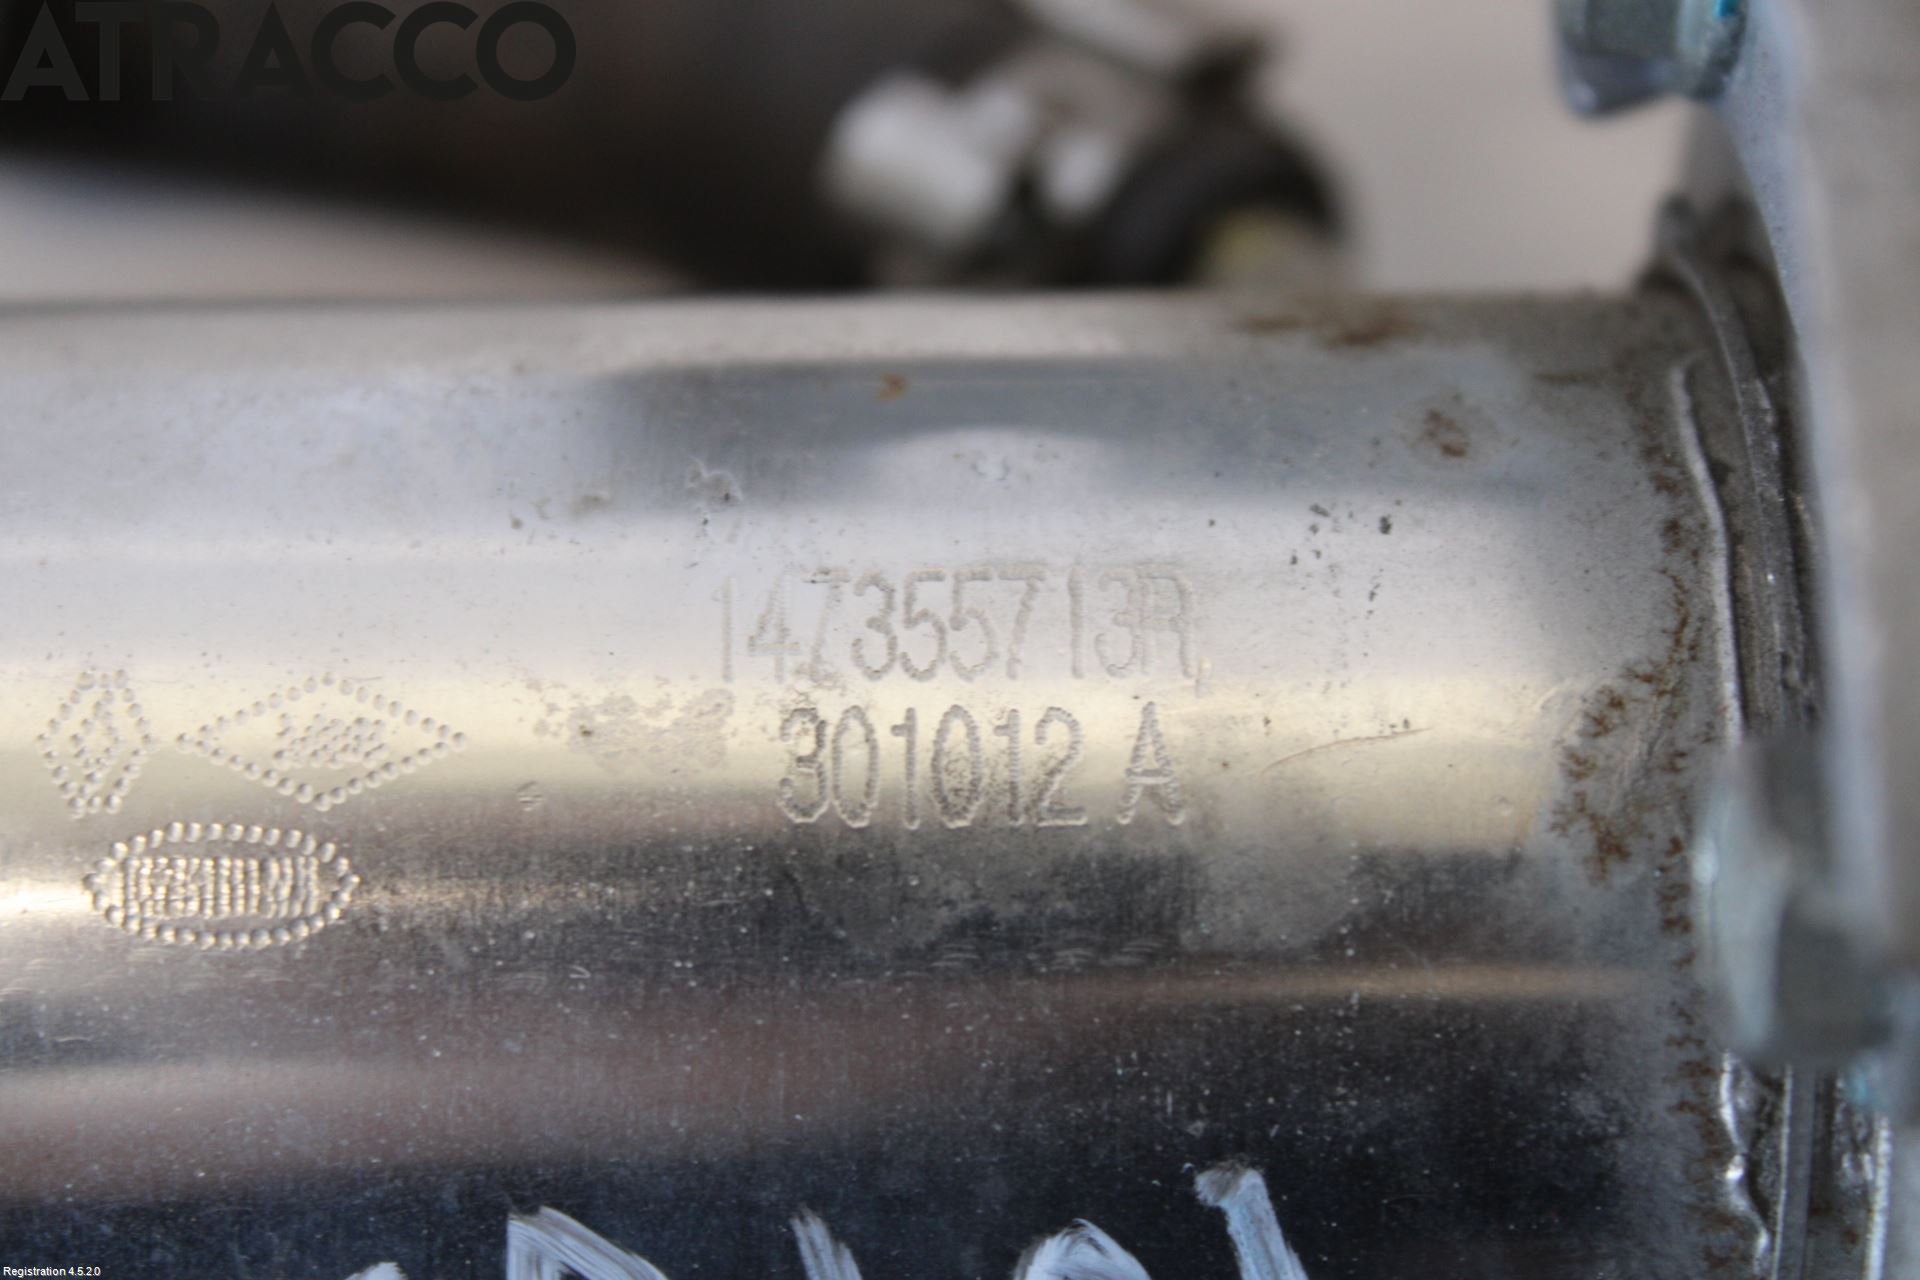 ATRACCO
147355713R
301012 A
Registration 4.5.2.0